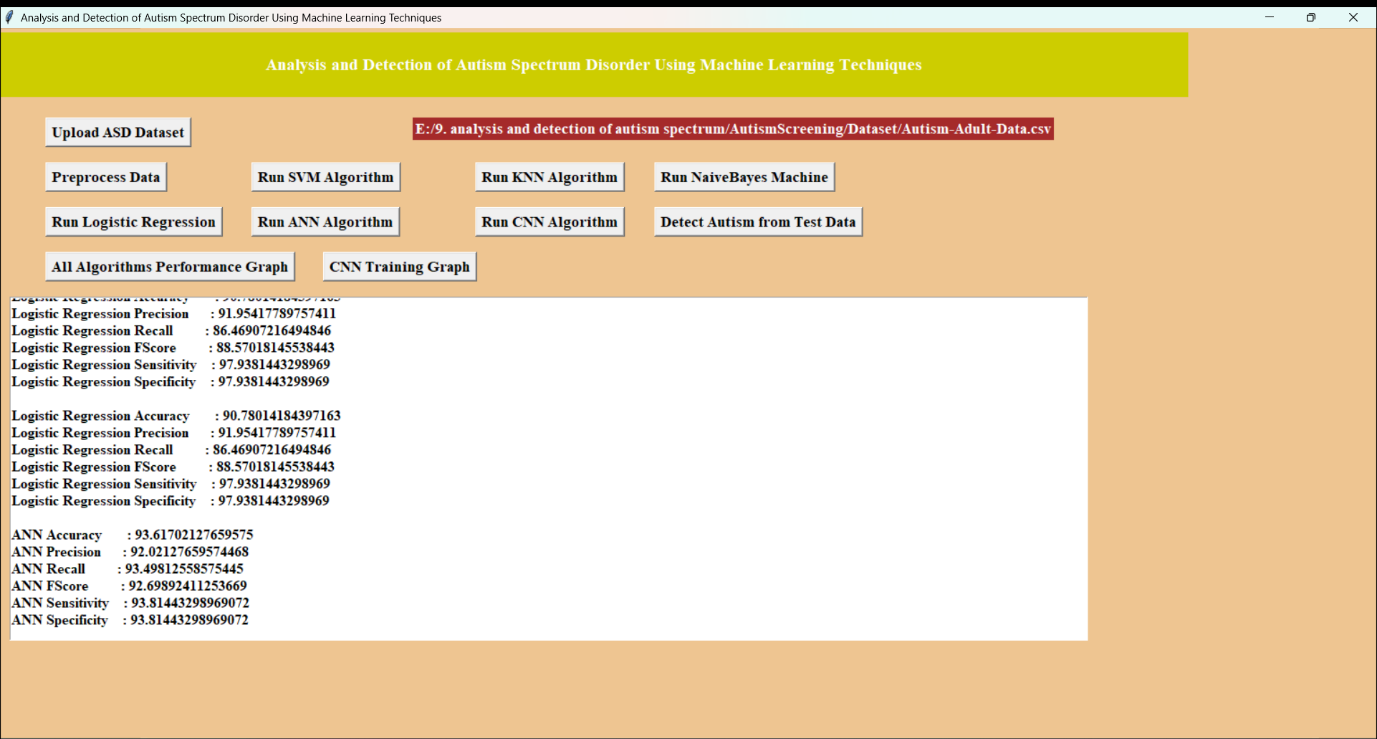 Analysis and Detection of Autism Spectrum Disorder Using Machine Learning Techniques
Analysis and Detection of Autism Spectrum Disorder Using Machine Learning Techniques
Upload ASD Dataset
E:/9. analysis and detection of autism spectrum/AutismScreening/Dataset/Autism-Adult-Data.csv
Preprocess Data
Run SVM Algorithm
Run KNN Algorithm
Run NaiveBayes Machine
Run Logistic Regression
Run ANN Algorithm
Run CNN Algorithm
Detect Autism from Test Data
All Algorithms Performance Graph
CNN Training Graph
Logistic Regression Accuracy : 90.78014184397163
Logistic Regression Precision : 91.95417789757411
Logistic Regression Recall : 86.46907216494846
Logistic Regression FScore : 88.57018145538443
Logistic Regression Sensitivity : 97.9381443298969
Logistic Regression Specificity : 97.9381443298969
Logistic Regression Accuracy : 90.78014184397163
Logistic Regression Precision : 91.95417789757411
Logistic Regression Recall : 86.46907216494846
Logistic Regression FScore : 88.57018145538443
Logistic Regression Sensitivity : 97.9381443298969
Logistic Regression Specificity : 97.9381443298969
ANN Accuracy : 93.61702127659575
ANN Precision : 92.02127659574468
ANN Recall : 93.49812558575445
ANN FScore : 92.69892411253669
ANN Sensitivity : 93.81443298969072
ANN Specificity : 93.81443298969072